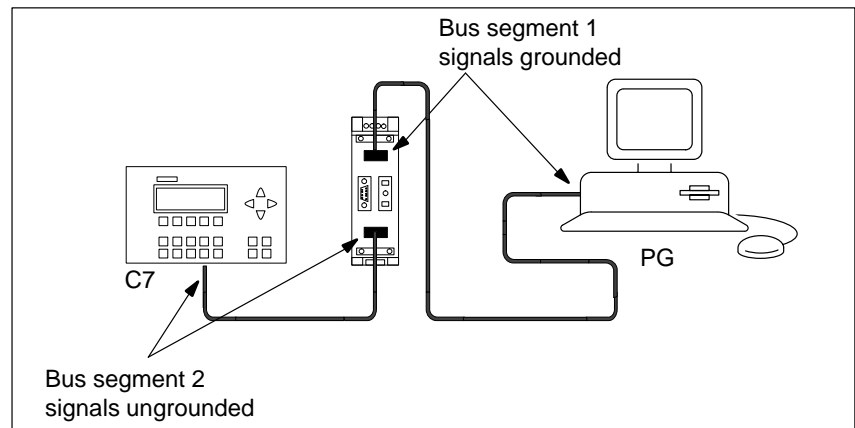 Bus segment 1
signals grounded
C7
PG
Bus segment 2
signals ungrounded